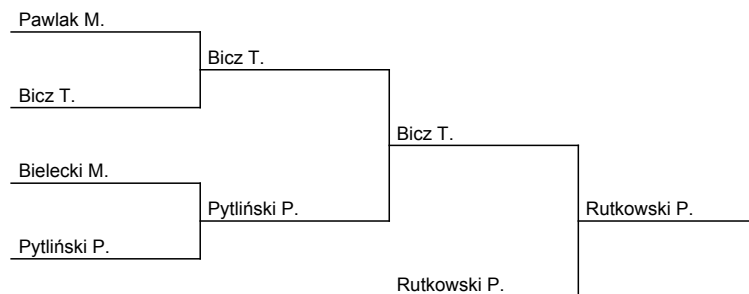 Pawlak M.
Bicz T.
Bicz T.
Bicz T.
Bielecki M.
Pytliński P.
Rutkowski P.
Pytliński P.
Rutkowski P.